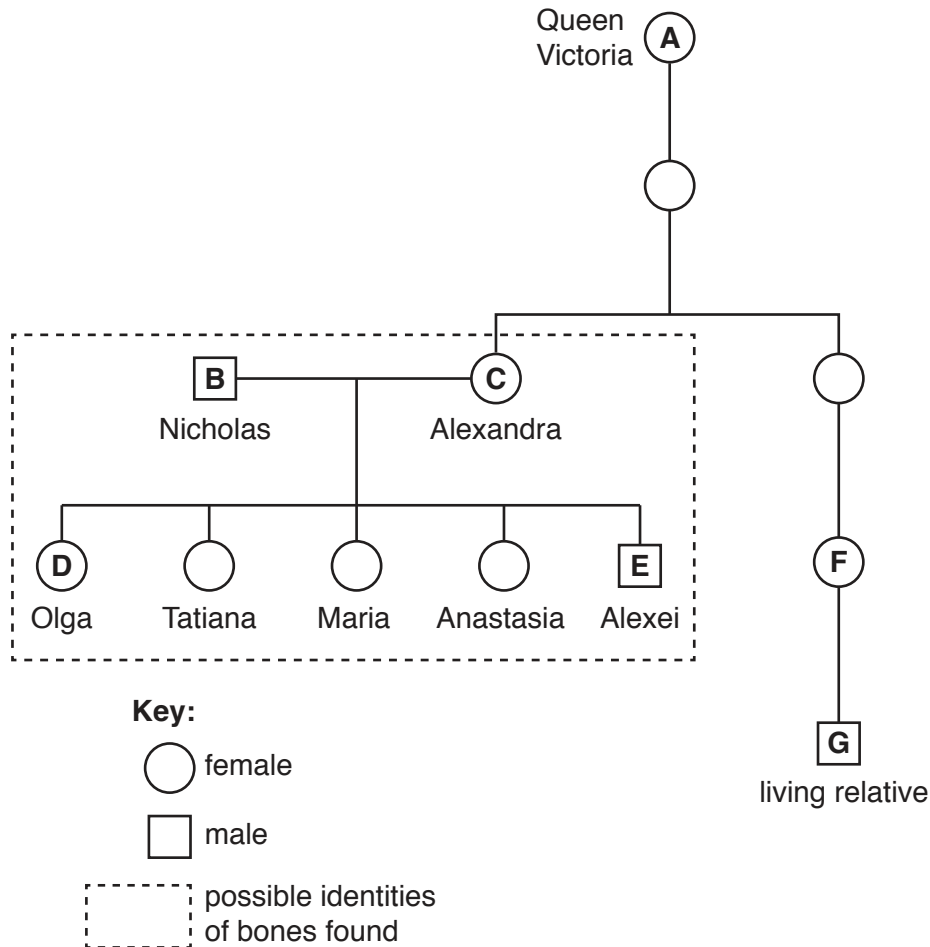 Queen
Victoria
A
B
C
Nicholas
Alexandra
D
E
F
Olga
Tatiana
Maria
Anastasia
Alexei
Key:
female
G
living relative
male
possible identities
of bones found